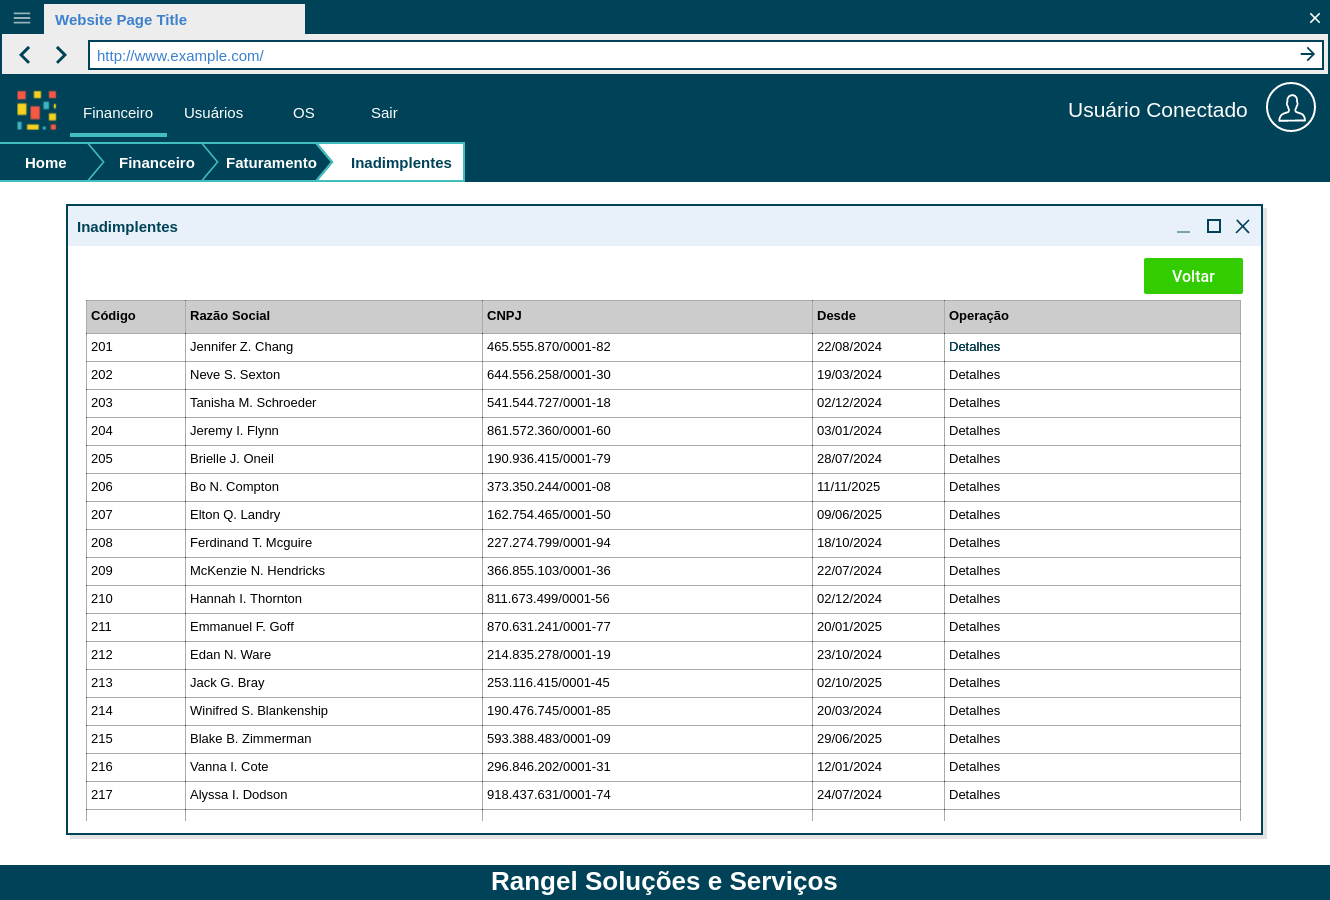 Website Page Title
http://www.example.com/
Financeiro Usuários OS Sair Usuário Conectado
Home Financeiro Faturamento Inadimplentes
Inadimplentes
Voltar
Código Razão Social CNPJ Desde Operação
201 Jennifer Z. Chang 465.555.870/0001-82 22/08/2024 Detalhes
202 Neve S. Sexton 644.556.258/0001-30 19/03/2024 Detalhes
203 Tanisha M. Schroeder 541.544.727/0001-18 02/12/2024 Detalhes
204 Jeremy I. Flynn 861.572.360/0001-60 03/01/2024 Detalhes
205 Brielle J. Oneil 190.936.415/0001-79 28/07/2024 Detalhes
206 Bo N. Compton 373.350.244/0001-08 11/11/2025 Detalhes
207 Elton Q. Landry 162.754.465/0001-50 09/06/2025 Detalhes
208 Ferdinand T. Mcguire 227.274.799/0001-94 18/10/2024 Detalhes
209 McKenzie N. Hendricks 366.855.103/0001-36 22/07/2024 Detalhes
210 Hannah I. Thornton 811.673.499/0001-56 02/12/2024 Detalhes
211 Emmanuel F. Goff 870.631.241/0001-77 20/01/2025 Detalhes
212 Edan N. Ware 214.835.278/0001-19 23/10/2024 Detalhes
213 Jack G. Bray 253.116.415/0001-45 02/10/2025 Detalhes
214 Winifred S. Blankenship 190.476.745/0001-85 20/03/2024 Detalhes
215 Blake B. Zimmerman 593.388.483/0001-09 29/06/2025 Detalhes
216 Vanna I. Cote 296.846.202/0001-31 12/01/2024 Detalhes
217 Alyssa I. Dodson 918.437.631/0001-74 24/07/2024 Detalhes
Rangel Soluções e Serviços